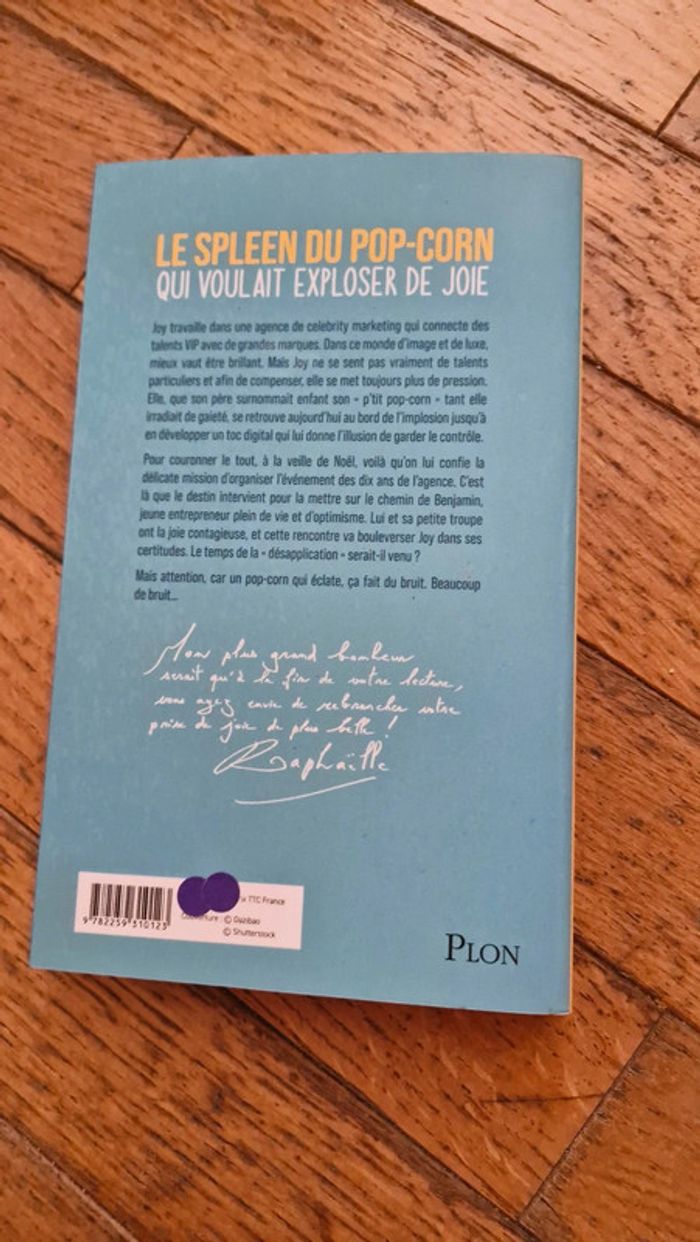 LE SPLEEN DU POP-CORN
QUI VOULAIT EXPLOSER DE JOIE
Joy travaille dans une agence de celebrity marketing qui connecte des
talents VIP avec de grandes marques. Dans ce monde d'image et de luxe,
mieux vaut être brillant. Mais Joy ne se sent pas vraiment de talents
particuliers et afin de compenser, elle se met toujours plus de pression.
Elle, que son père surnommait enfant son « p'tit pop-corn » tant elle
irradiait de gaieté, se retrouve aujourd'hui au bord de l'implosion jusqu'à
en développer un toc digital qui lui donne l'illusion de garder le contrôle.
Pour couronner le tout, à la veille de Noël, voilà qu'on lui confie la
délicate mission d'organiser l'événement des dix ans de l'agence. C'est
là que le destin intervient pour la mettre sur le chemin de Benjamin,
jeune entrepreneur plein de vie et d'optimisme. Lui et sa petite troupe
ont la joie contagieuse, et cette rencontre va bouleverser Joy dans ses
certitudes. Le temps de la « désapplication » serait-il venu ?
Mais attention, car un pop-corn qui éclate, ça fait du bruit. Beaucoup
de bruit...
Mon plus grand bonheur
serait qu'à la fin de votre lecture,
vous ayez envie de rebrancher votre
prise de joie de plus belle !
Raphaëlle
TTC France
9 782259 310123
Couverture : © Dazibao
© Shutterstock
PLON